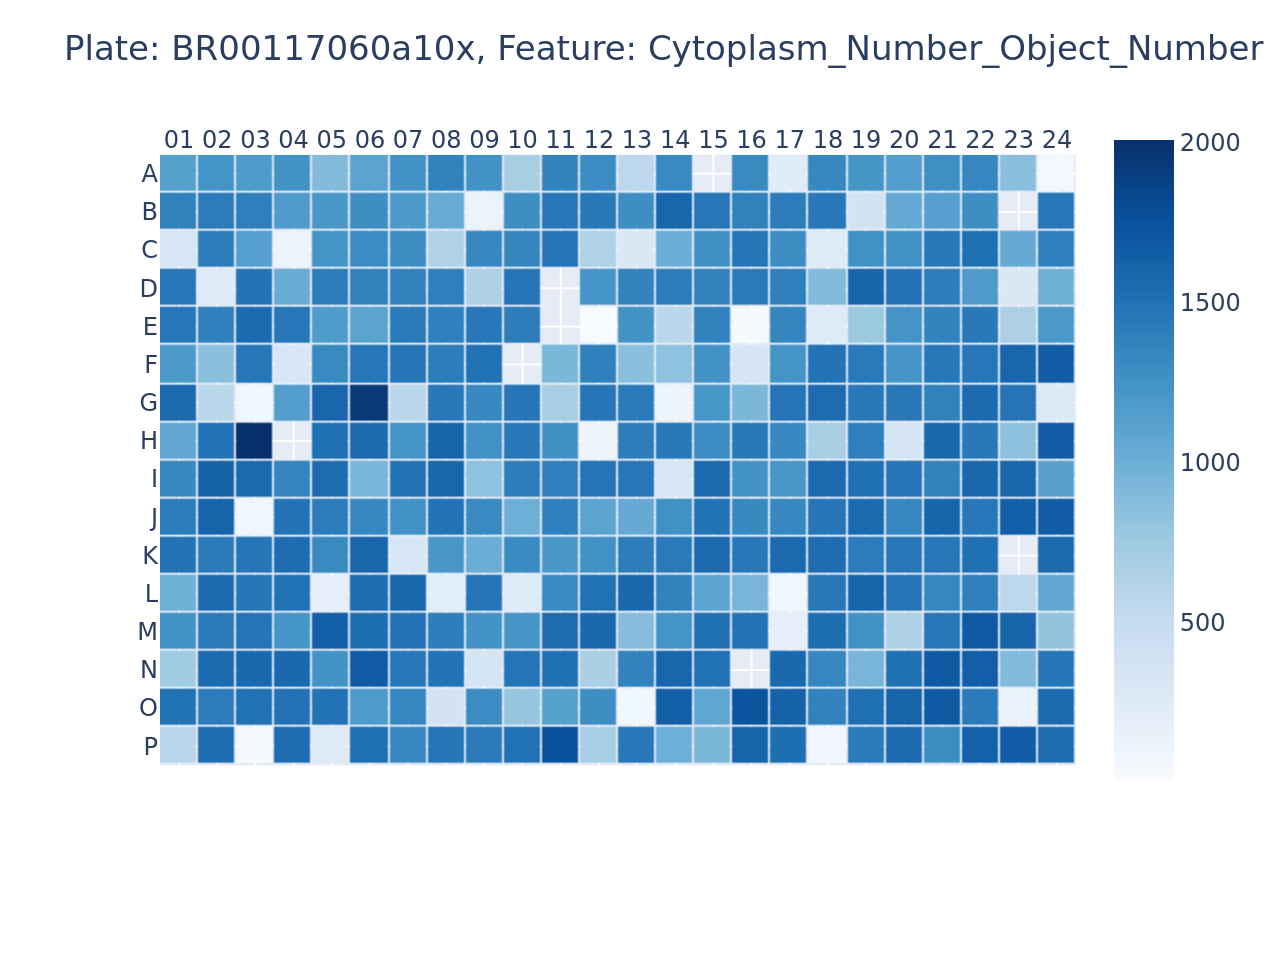 Plate: BR00117060a10x, Feature: Cytoplasm_Number_Object_Number
01 02 03 04 05 06 07 08 09 10 11 12 13 14 15 16 17 18 19 20 21 22 23 24
A
B
C
D
E
F
G
H
I
J
K
L
M
N
O
P
2000
1500
1000
500